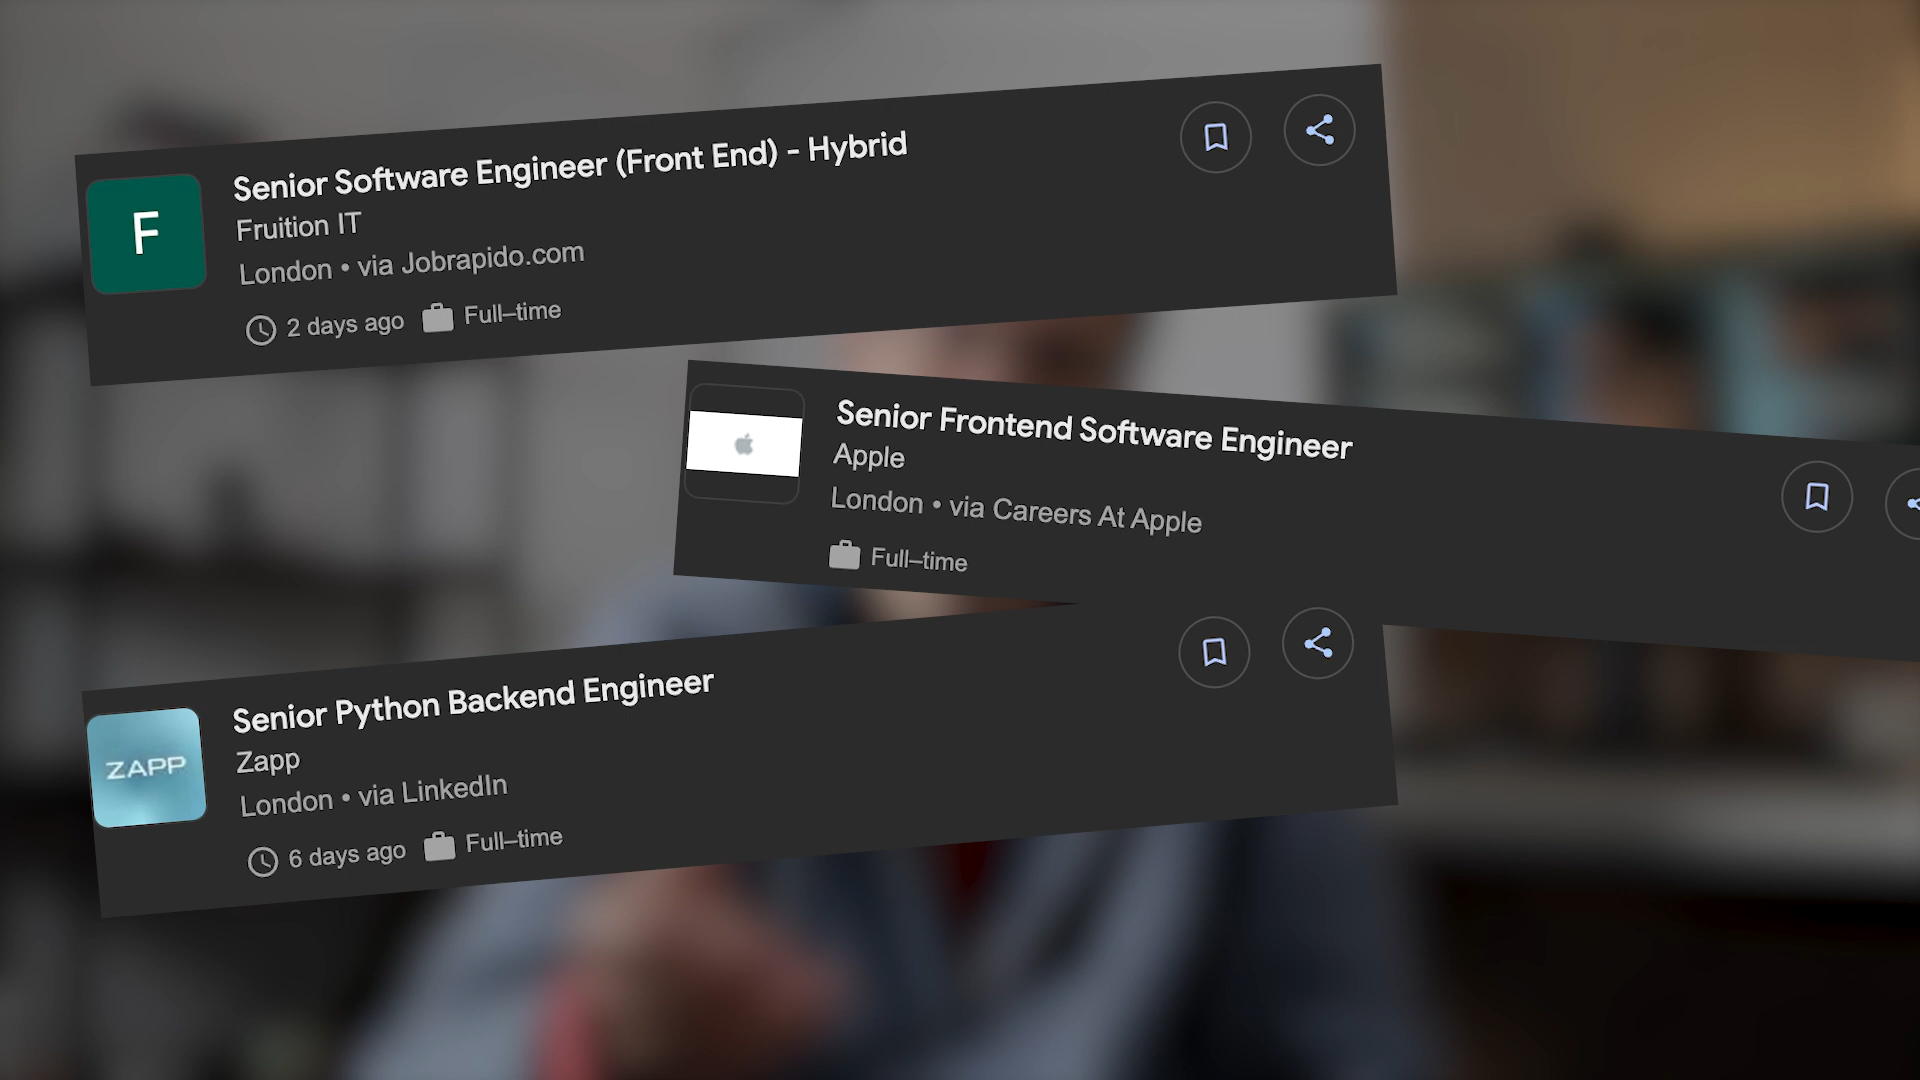 F
Senior Software Engineer (Front End) - Hybrid
Fruition IT
London • via Jobrapido.com
2 days ago Full–time
Senior Frontend Software Engineer
Apple
London • via Careers At Apple
Full–time
ZAPP
Senior Python Backend Engineer
Zapp
London • via LinkedIn
6 days ago Full–time